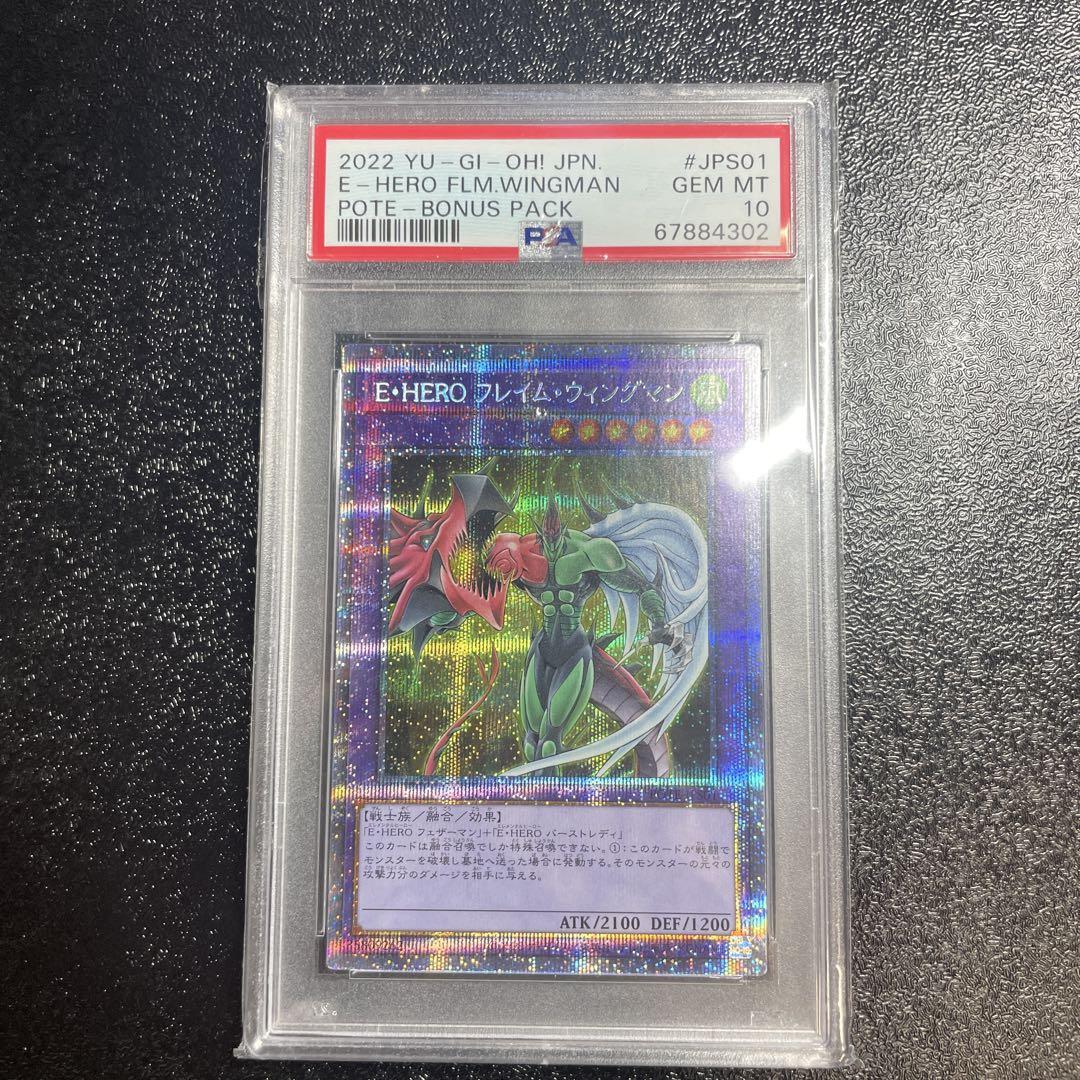 2022 YU-GI-OH! JPN. #JPS01
E-HERO FLM.WINGMAN GEM MT
POTE-BONUS PACK 10
PSA 67884302
E・HERO フレイム・ウィングマン 風
【戦士族／融合／効果】
「E・HERO フェザーマン」＋「E・HERO バーストレディ」
このカードは融合召喚でしか特殊召喚できない。①：このカードが戦闘で
モンスターを破壊し墓地へ送った場合に発動する。そのモンスターの元々の
攻撃力分のダメージを相手に与える。
ATK/2100 DEF/1200